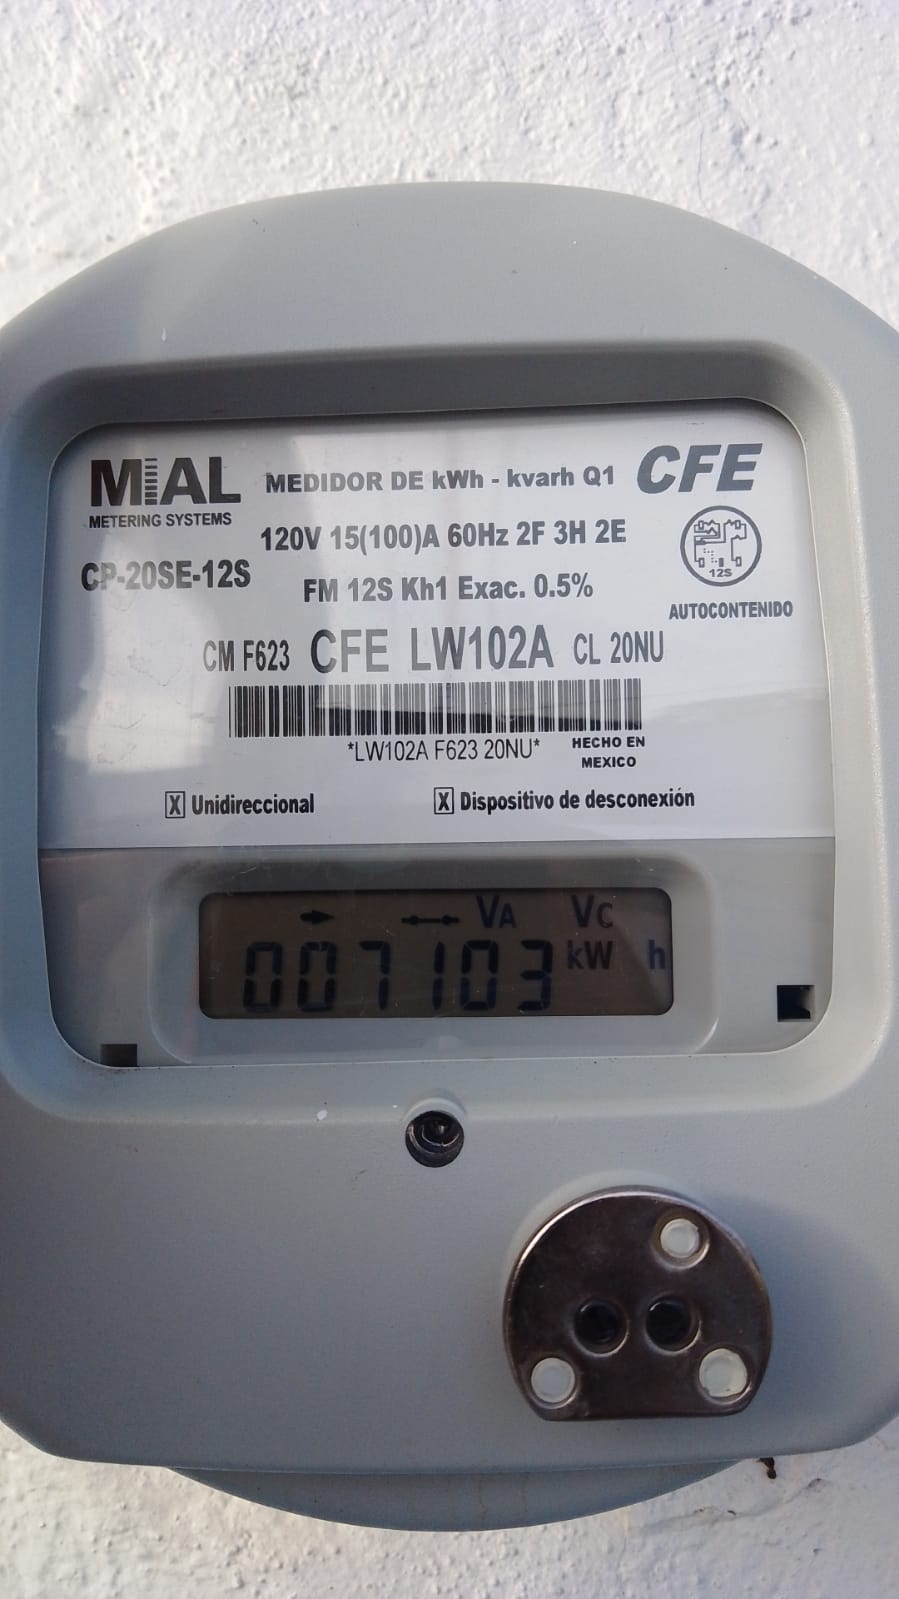 MIAL
METERING SYSTEMS
MEDIDOR DE kWh - kvarh Q1
CFE
120V 15(100)A 60Hz 2F 3H 2E
CP-20SE-12S
FM 12S Kh1 Exac. 0.5%
12S
AUTOCONTENIDO
CM F623 CFE LW102A CL 20NU
*LW102A F623 20NU*
HECHO EN
MEXICO
X Unidireccional
X Dispositivo de desconexión
VA VC
007103 kW h